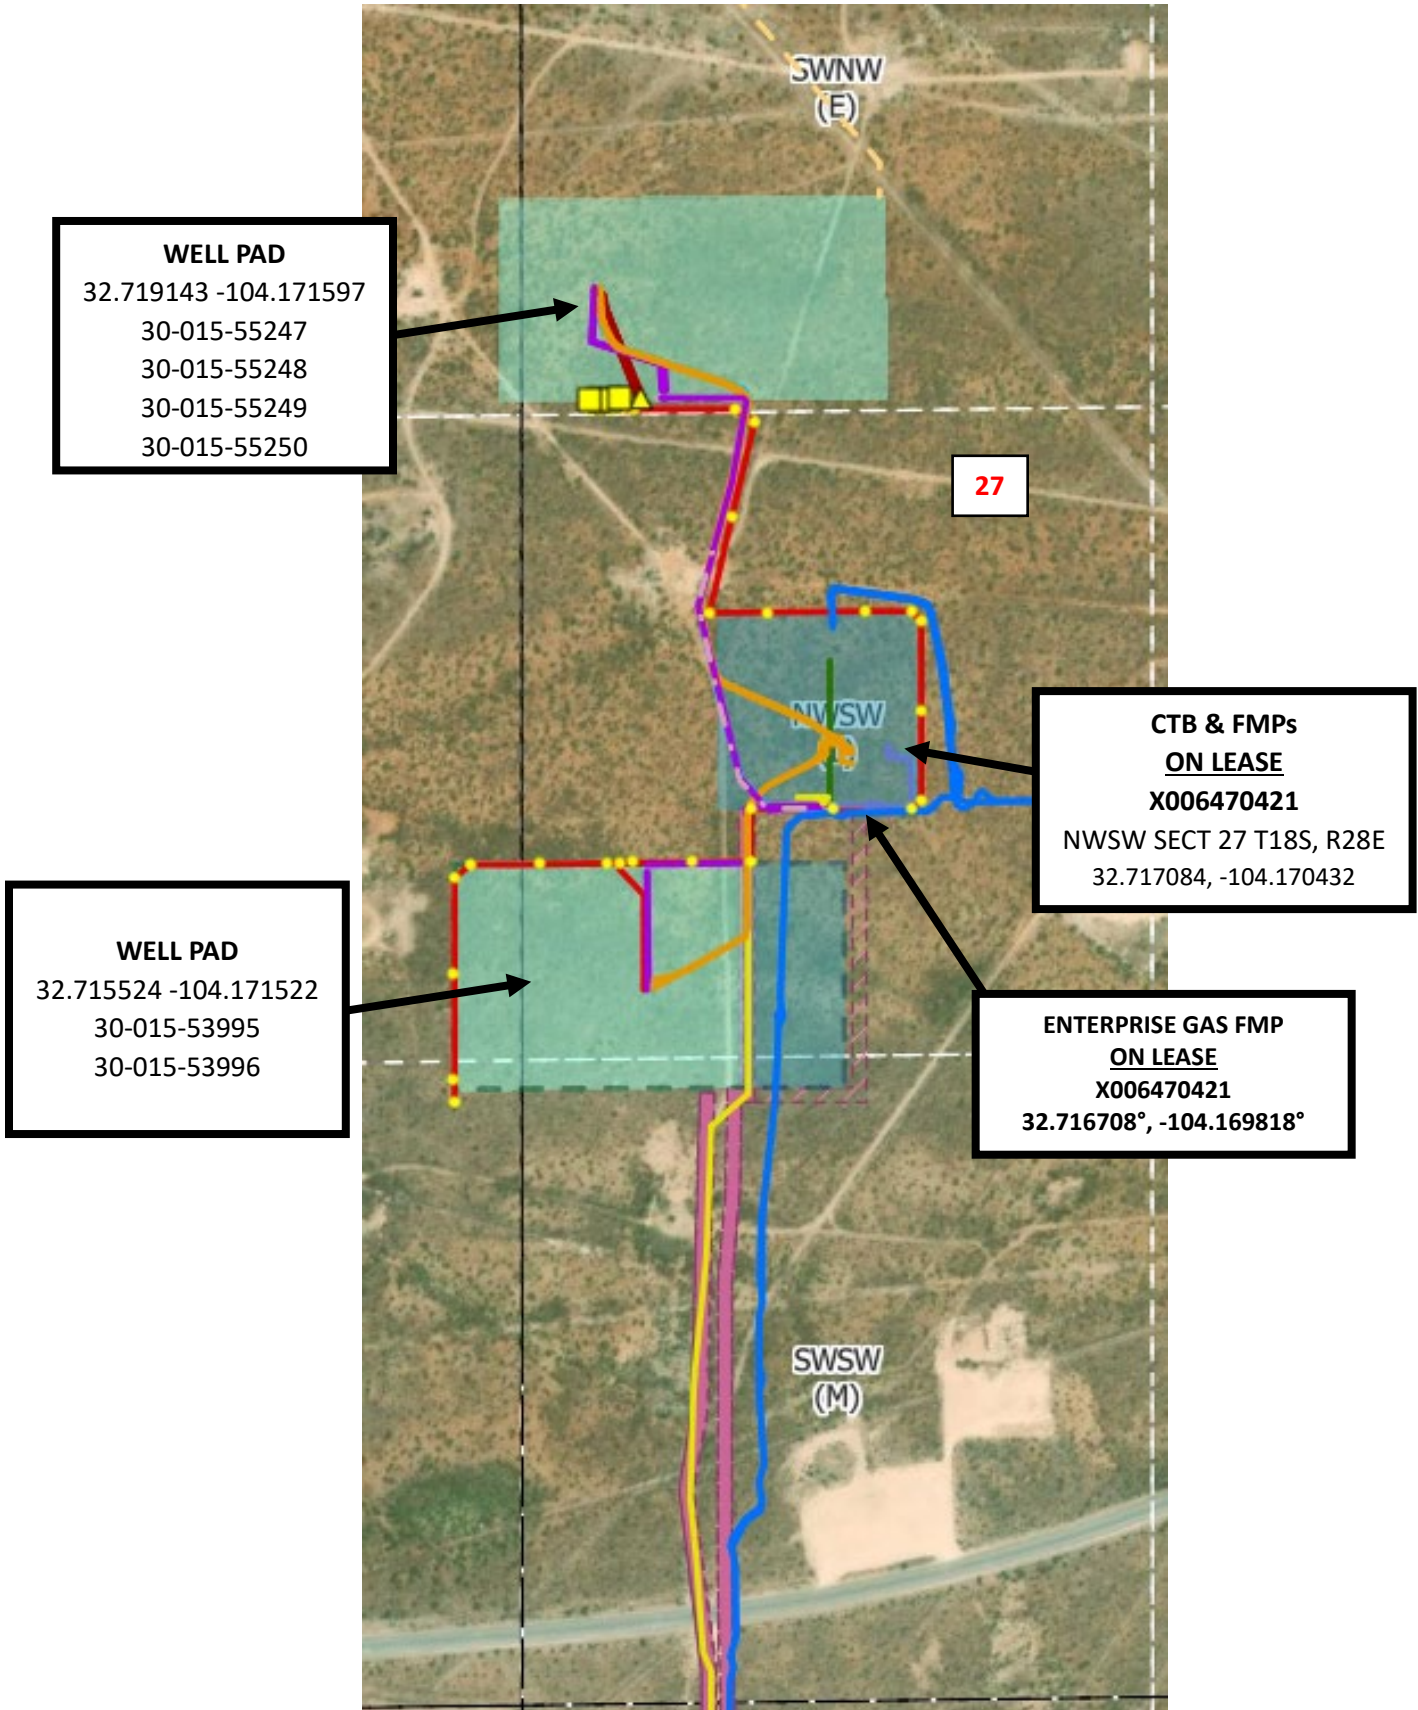 SWNW
(E)
WELL PAD
32.719143 -104.171597
30-015-55247
30-015-55248
30-015-55249
30-015-55250
27
NWSW
CTB & FMPs
ON LEASE
X006470421
NWSW SECT 27 T18S, R28E
32.717084, -104.170432
WELL PAD
32.715524 -104.171522
30-015-53995
30-015-53996
ENTERPRISE GAS FMP
ON LEASE
X006470421
32.716708°, -104.169818°
SWSW
(M)